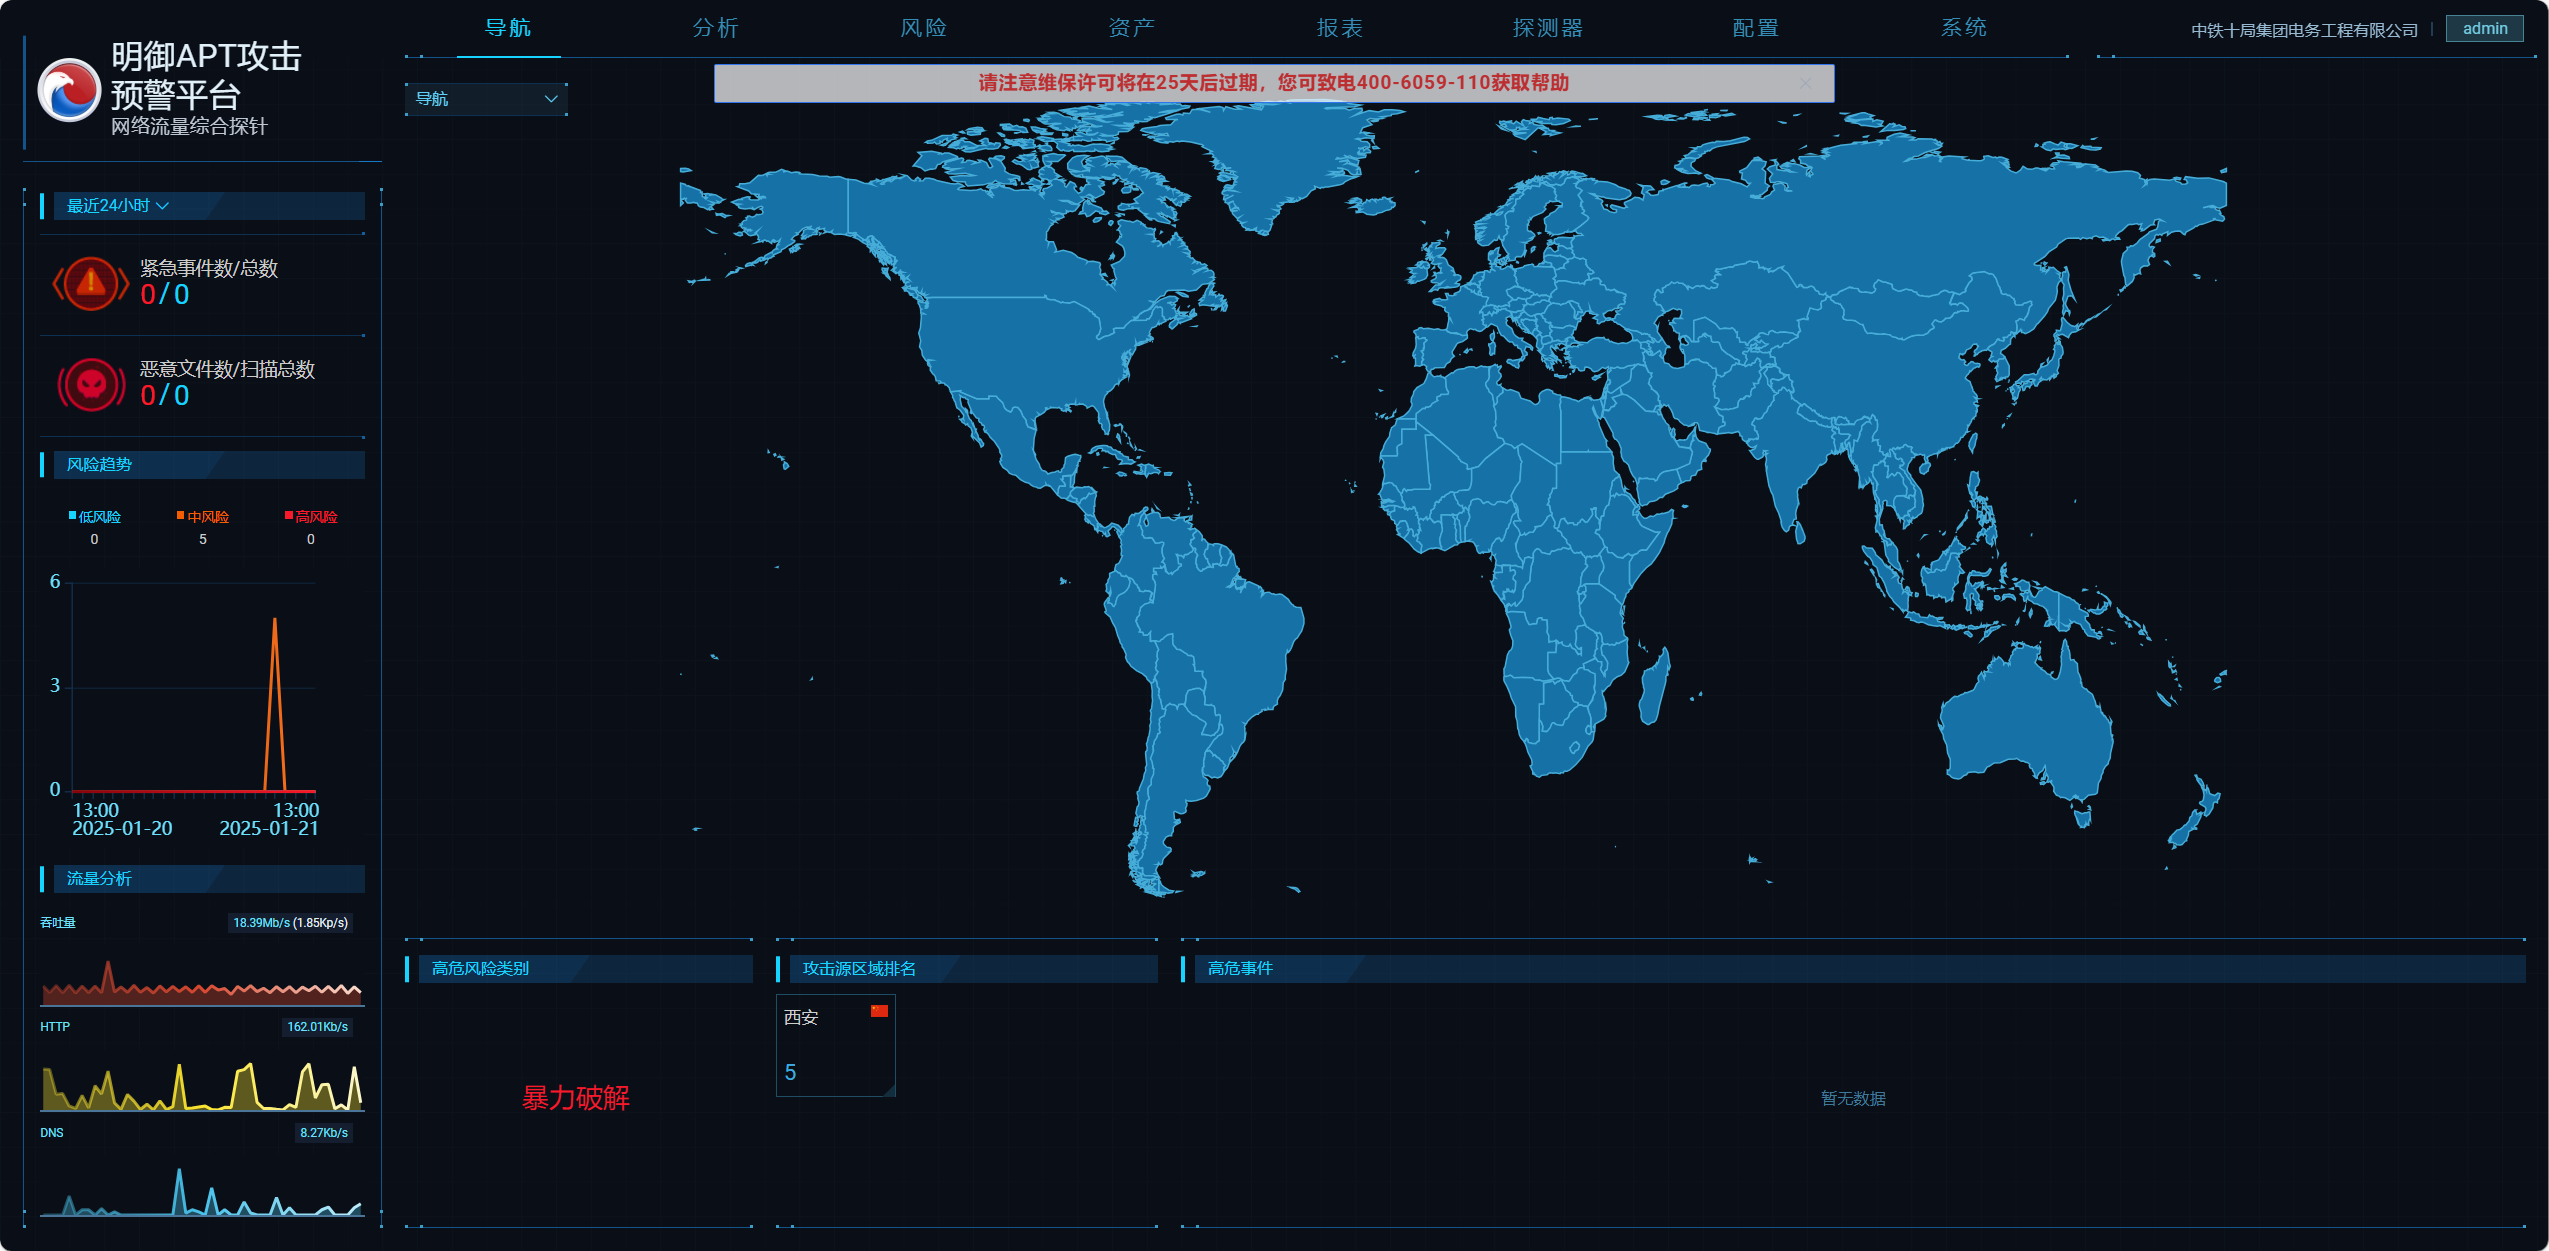 导航
分析
风险
资产
报表
探测器
配置
系统
中铁十局集团电务工程有限公司
admin
明御APT攻击
预警平台
网络流量综合探针
导航
请注意维保许可将在25天后过期，您可致电400-6059-110获取帮助
最近24小时
紧急事件数/总数
0/0
恶意文件数/扫描总数
0/0
风险趋势
低风险
中风险
高风险
0
5
0
6
3
0
13:00
13:00
2025-01-20
2025-01-21
流量分析
吞吐量
18.39Mb/s (1.85Kp/s)
HTTP
162.01Kb/s
DNS
8.27Kb/s
高危风险类别
暴力破解
攻击源区域排名
西安
5
高危事件
暂无数据